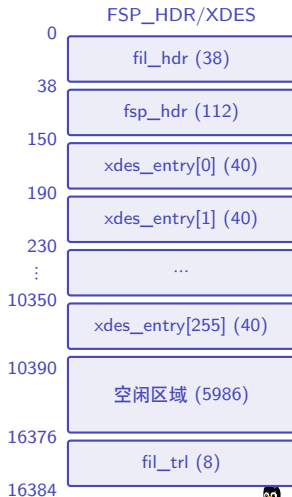 FSP_HDR/XDES
0
fil_hdr (38)
38
fsp_hdr (112)
150
xdes_entry[0] (40)
190
xdes_entry[1] (40)
230
⋮
...
10350
xdes_entry[255] (40)
10390
空闲区域 (5986)
16376
fil_trl (8)
16384